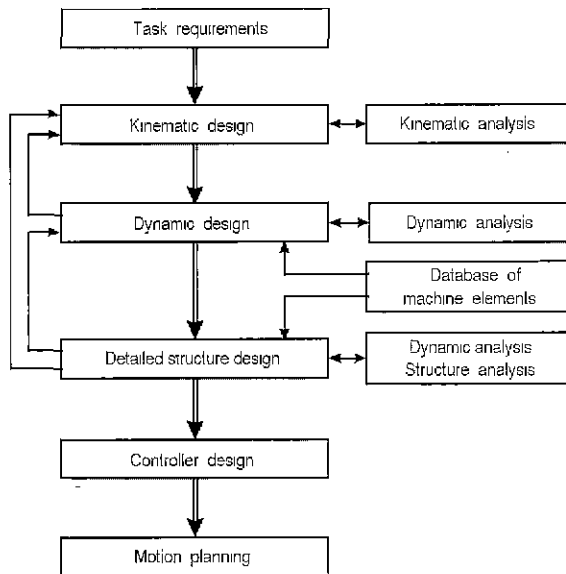 Task requirements
Kinematic design
Kinematic analysis
Dynamic design
Dynamic analysis
Database of
machine elements
Detailed structure design
Dynamic analysis
Structure analysis
Controller design
Motion planning